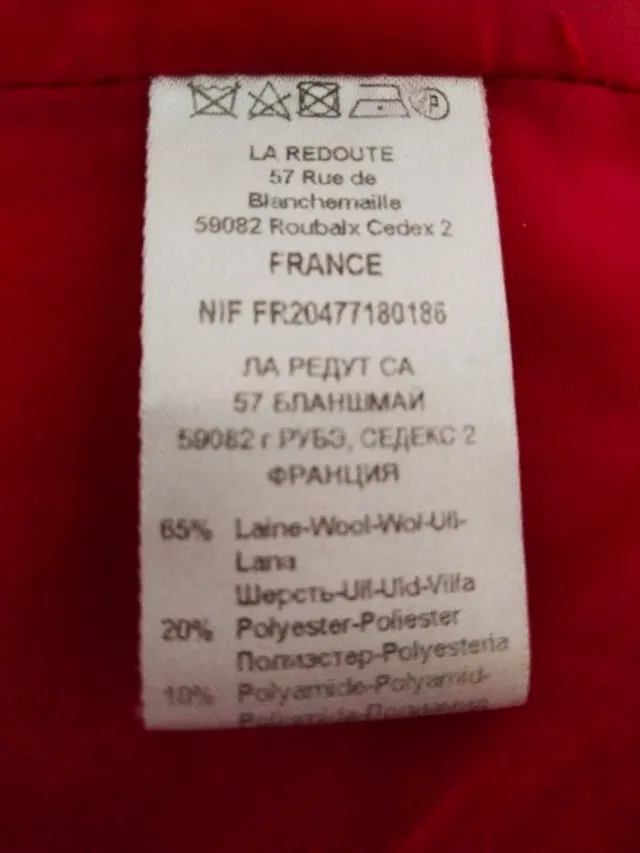 P
LA REDOUTE
57 Rue de
Blanchemaille
59082 Roubaix Cedex 2
FRANCE
NIF FR20477180186
ЛА РЕДУТ СА
57 БЛАНШМАЙ
59082 г РУБЭ, СЕДЕКС 2
ФРАНЦИЯ
65% Laine-Wool-Wol-Ull-
Lana
Шерсть-Ull-Uld-Villa
20% Polyester-Poliester
Полиэстер-Polyesteria
10% Polyamide-Polyamid-